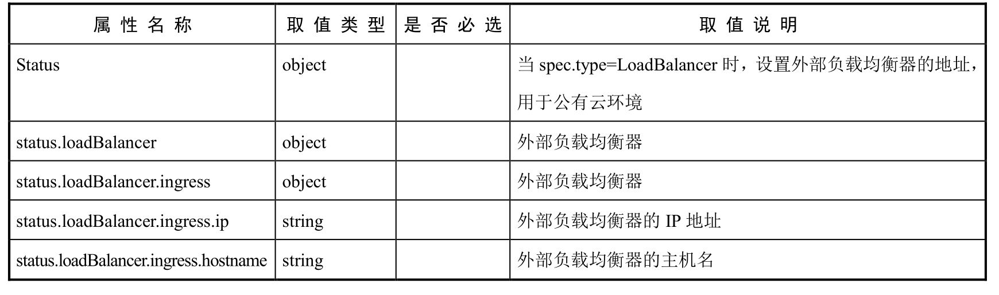 属性名称 取值类型 是否必选 取值说明
Status object 当 spec.type=LoadBalancer 时，设置外部负载均衡器的地址，
用于公有云环境
status.loadBalancer object 外部负载均衡器
status.loadBalancer.ingress object 外部负载均衡器
status.loadBalancer.ingress.ip string 外部负载均衡器的 IP 地址
status.loadBalancer.ingress.hostname string 外部负载均衡器的主机名